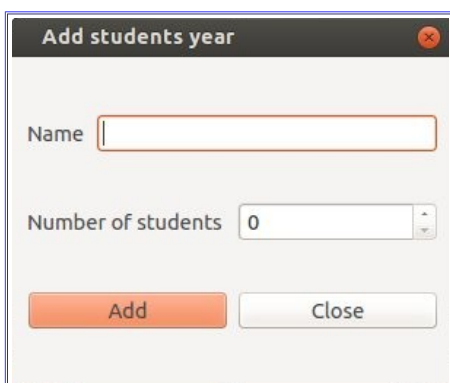 Add students year
Name
Number of students 0
Add Close